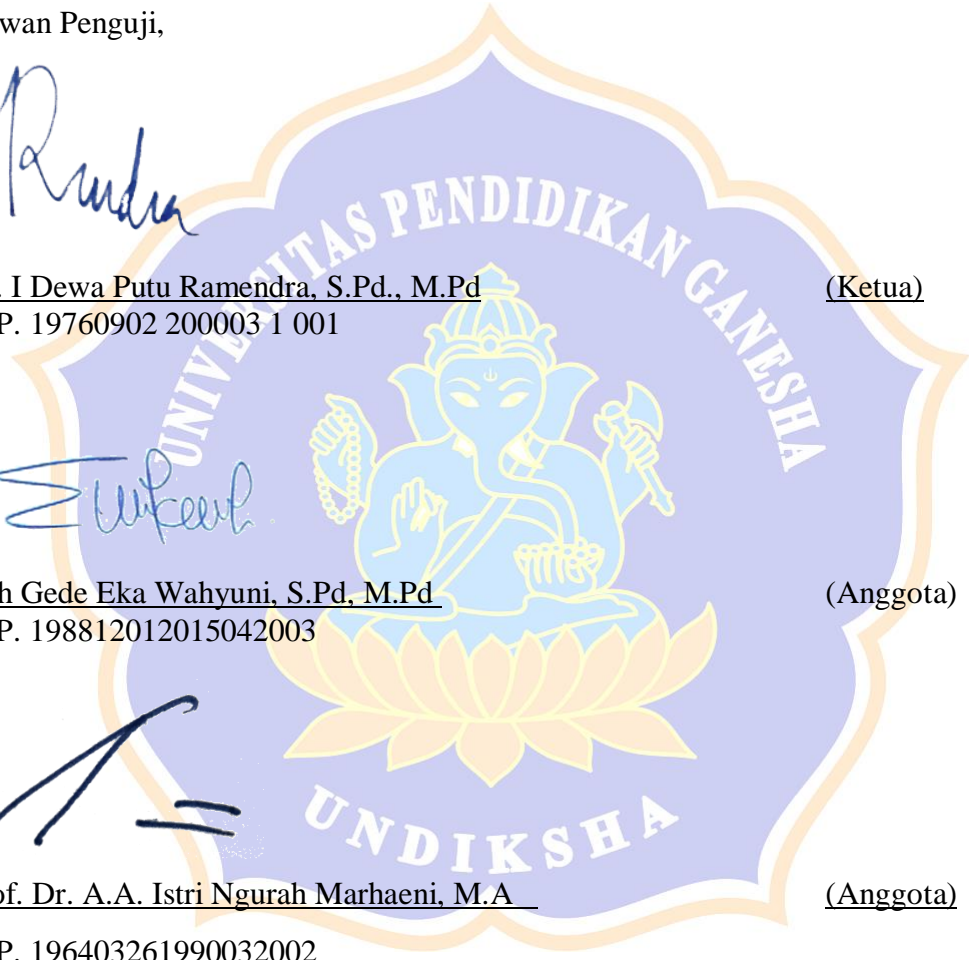 wan Penguji,
. I Dewa Putu Ramendra, S.Pd., M.Pd (Ketua)
P. 19760902 200003 1 001
h Gede Eka Wahyuni, S.Pd, M.Pd (Anggota)
P. 198812012015042003
of. Dr. A.A. Istri Ngurah Marhaeni, M.A (Anggota)
P. 196403261990032002
UNIVERSITAS PENDIDIKAN GANESHA
UNDIKSHA